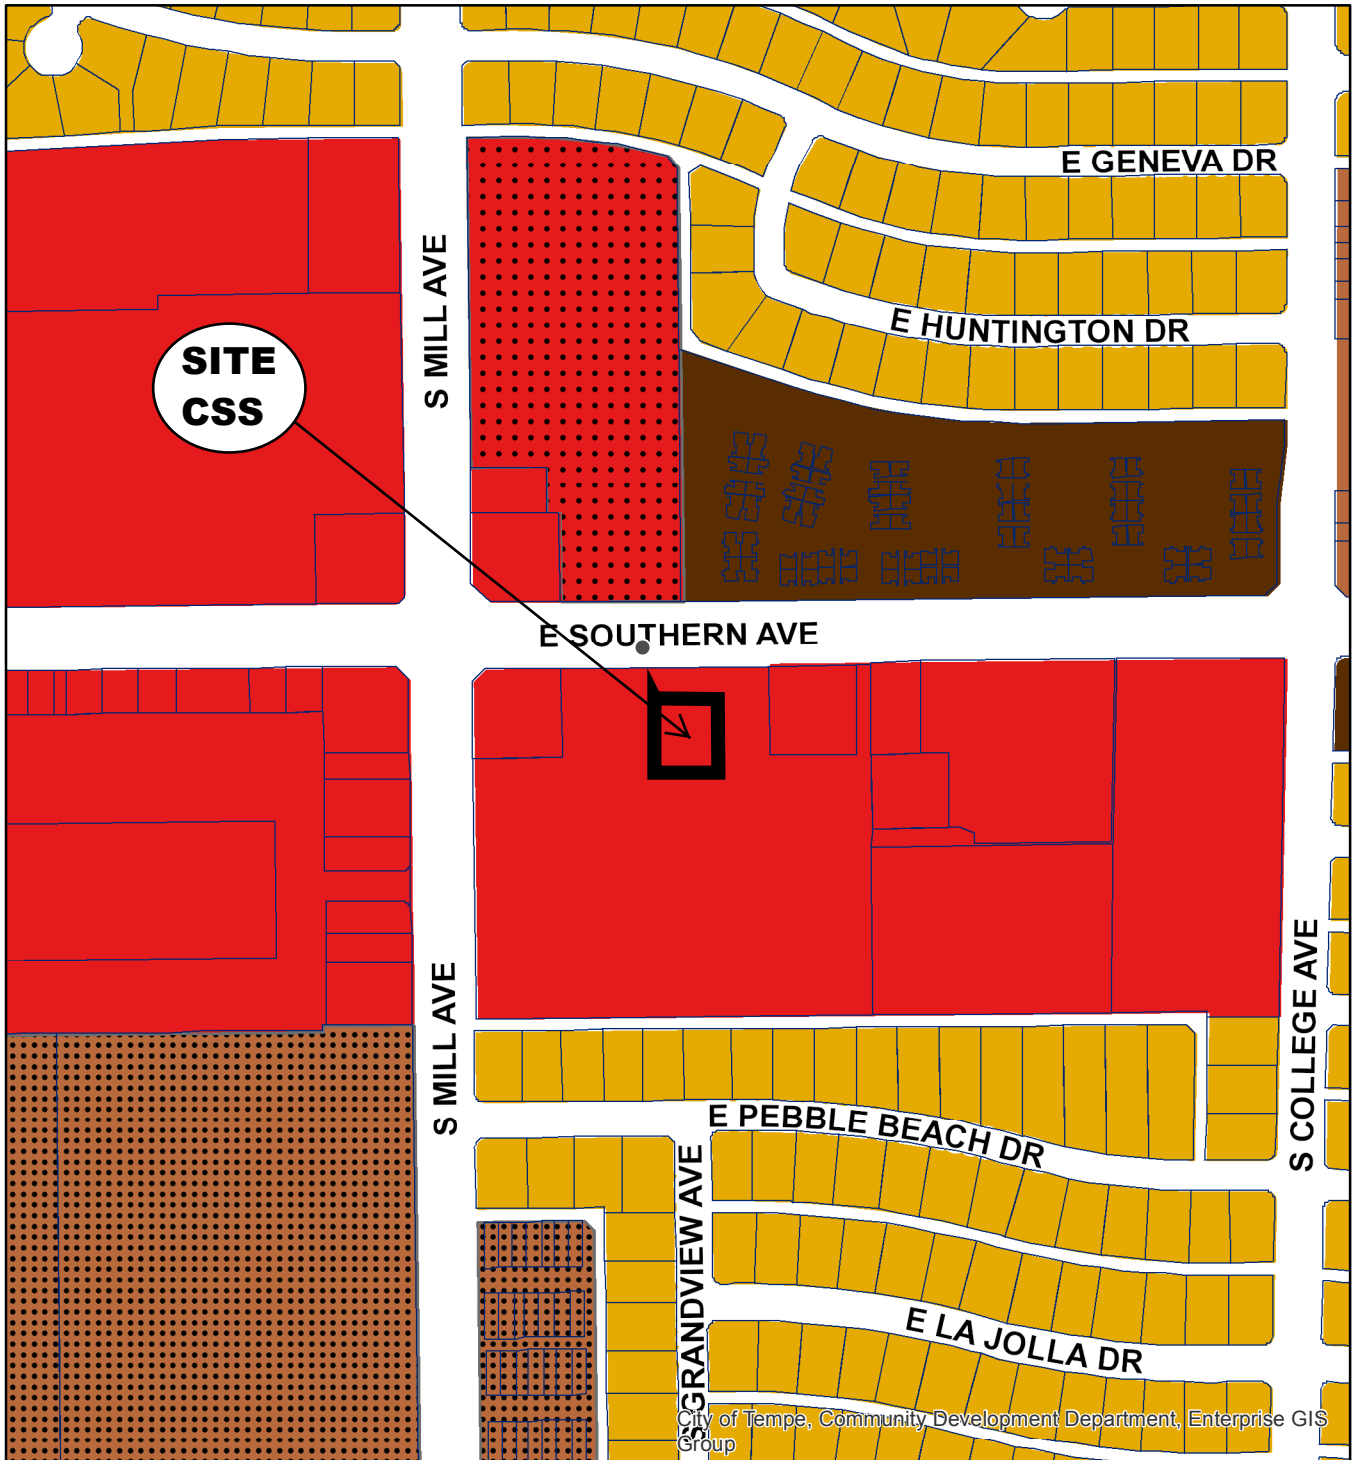 E GENEVA DR
S MILL AVE
E HUNTINGTON DR
SITE
CSS
E SOUTHERN AVE
S MILL AVE
S COLLEGE AVE
E PEBBLE BEACH DR
S GRANDVIEW AVE
E LA JOLLA DR
City of Tempe, Community Development Department, Enterprise GIS
Group